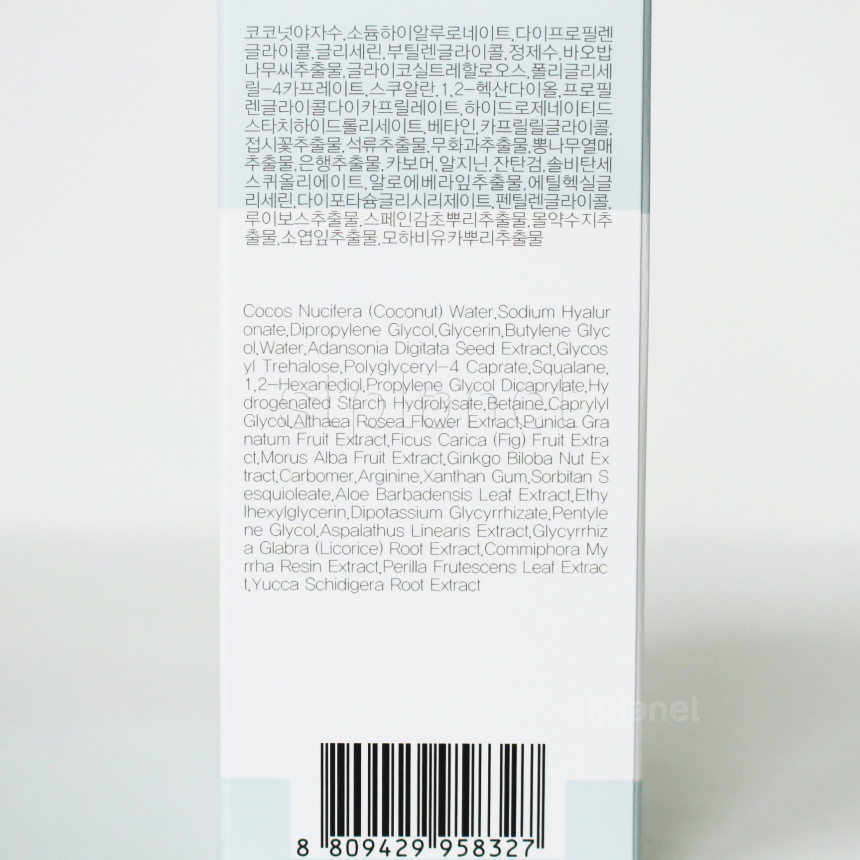 코코넛야자수,소듐하이알루로네이트,다이프로필렌
글라이콜,글리세린,부틸렌글라이콜,정제수,바오밥
나무씨추출물,글라이코실트레할로오스,폴리글리세
릴-4카프레이트,스쿠알란,1,2-헥산다이올,프로필
렌글라이콜다이카프릴레이트,하이드로제네이티드
스타치하이드롤리세이트,베타인,카프릴릴글라이콜,
접시꽃추출물,석류추출물,무화과추출물,뽕나무열매
추출물,은행추출물,카보머,알지닌,잔탄검,솔비탄세
스퀴올리에이트,알로에베라잎추출물,에틸헥실글
리세린,다이포타슘글리시리제이트,펜틸렌글라이콜,
루이보스추출물,스페인감초뿌리추출물,몰약수지추
출물,소엽잎추출물,모하비유카뿌리추출물
Cocos Nucifera (Coconut) Water,Sodium Hyalur
onate,Dipropylene Glycol,Glycerin,Butylene Glyc
ol,Water,Adansonia Digitata Seed Extract,Glycos
yl Trehalose,Polyglyceryl-4 Caprate,Squalane,
1,2-Hexanediol,Propylene Glycol Dicaprylate,Hy
drogenated Starch Hydrolysate,Betaine,Caprylyl
Glycol,Althaea Rosea Flower Extract,Punica Gra
natum Fruit Extract,Ficus Carica (Fig) Fruit Extra
ct,Morus Alba Fruit Extract,Ginkgo Biloba Nut Ex
tract,Carbomer,Arginine,Xanthan Gum,Sorbitan S
esquioleate,Aloe Barbadensis Leaf Extract,Ethy
lhexylglycerin,Dipotassium Glycyrrhizate,Pentyle
ne Glycol,Aspalathus Linearis Extract,Glycyrrhiz
a Glabra (Licorice) Root Extract,Commiphora My
rrha Resin Extract,Perilla Frutescens Leaf Extrac
t,Yucca Schidigera Root Extract
stplanet
8 809429 958327